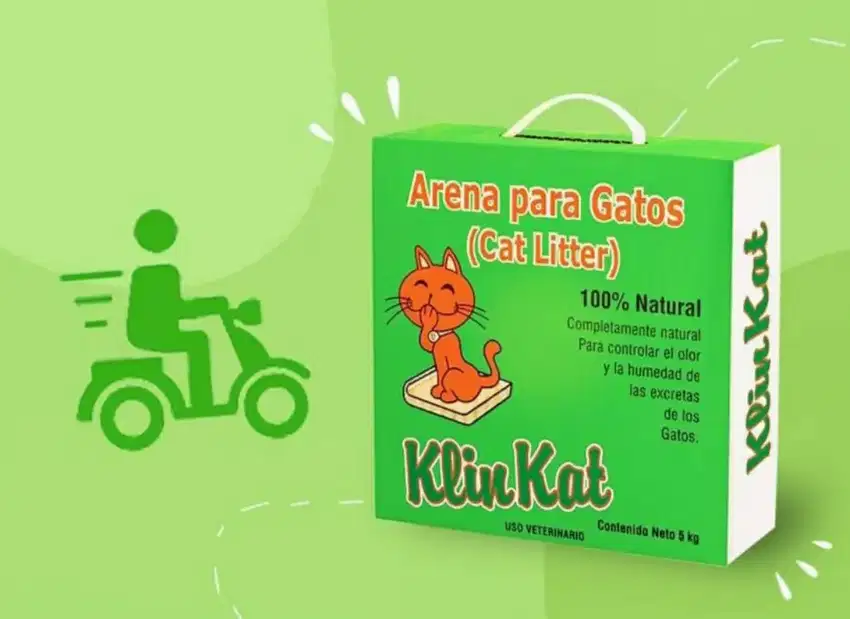 Arena para Gatos
(Cat Litter)
100% Natural
Completamente natural
Para controlar el olor
y la humedad de
las excretas
de los
Gatos.
KlinKat
USO VETERINARIO
Contenido Neto 5 kg
KlinKat